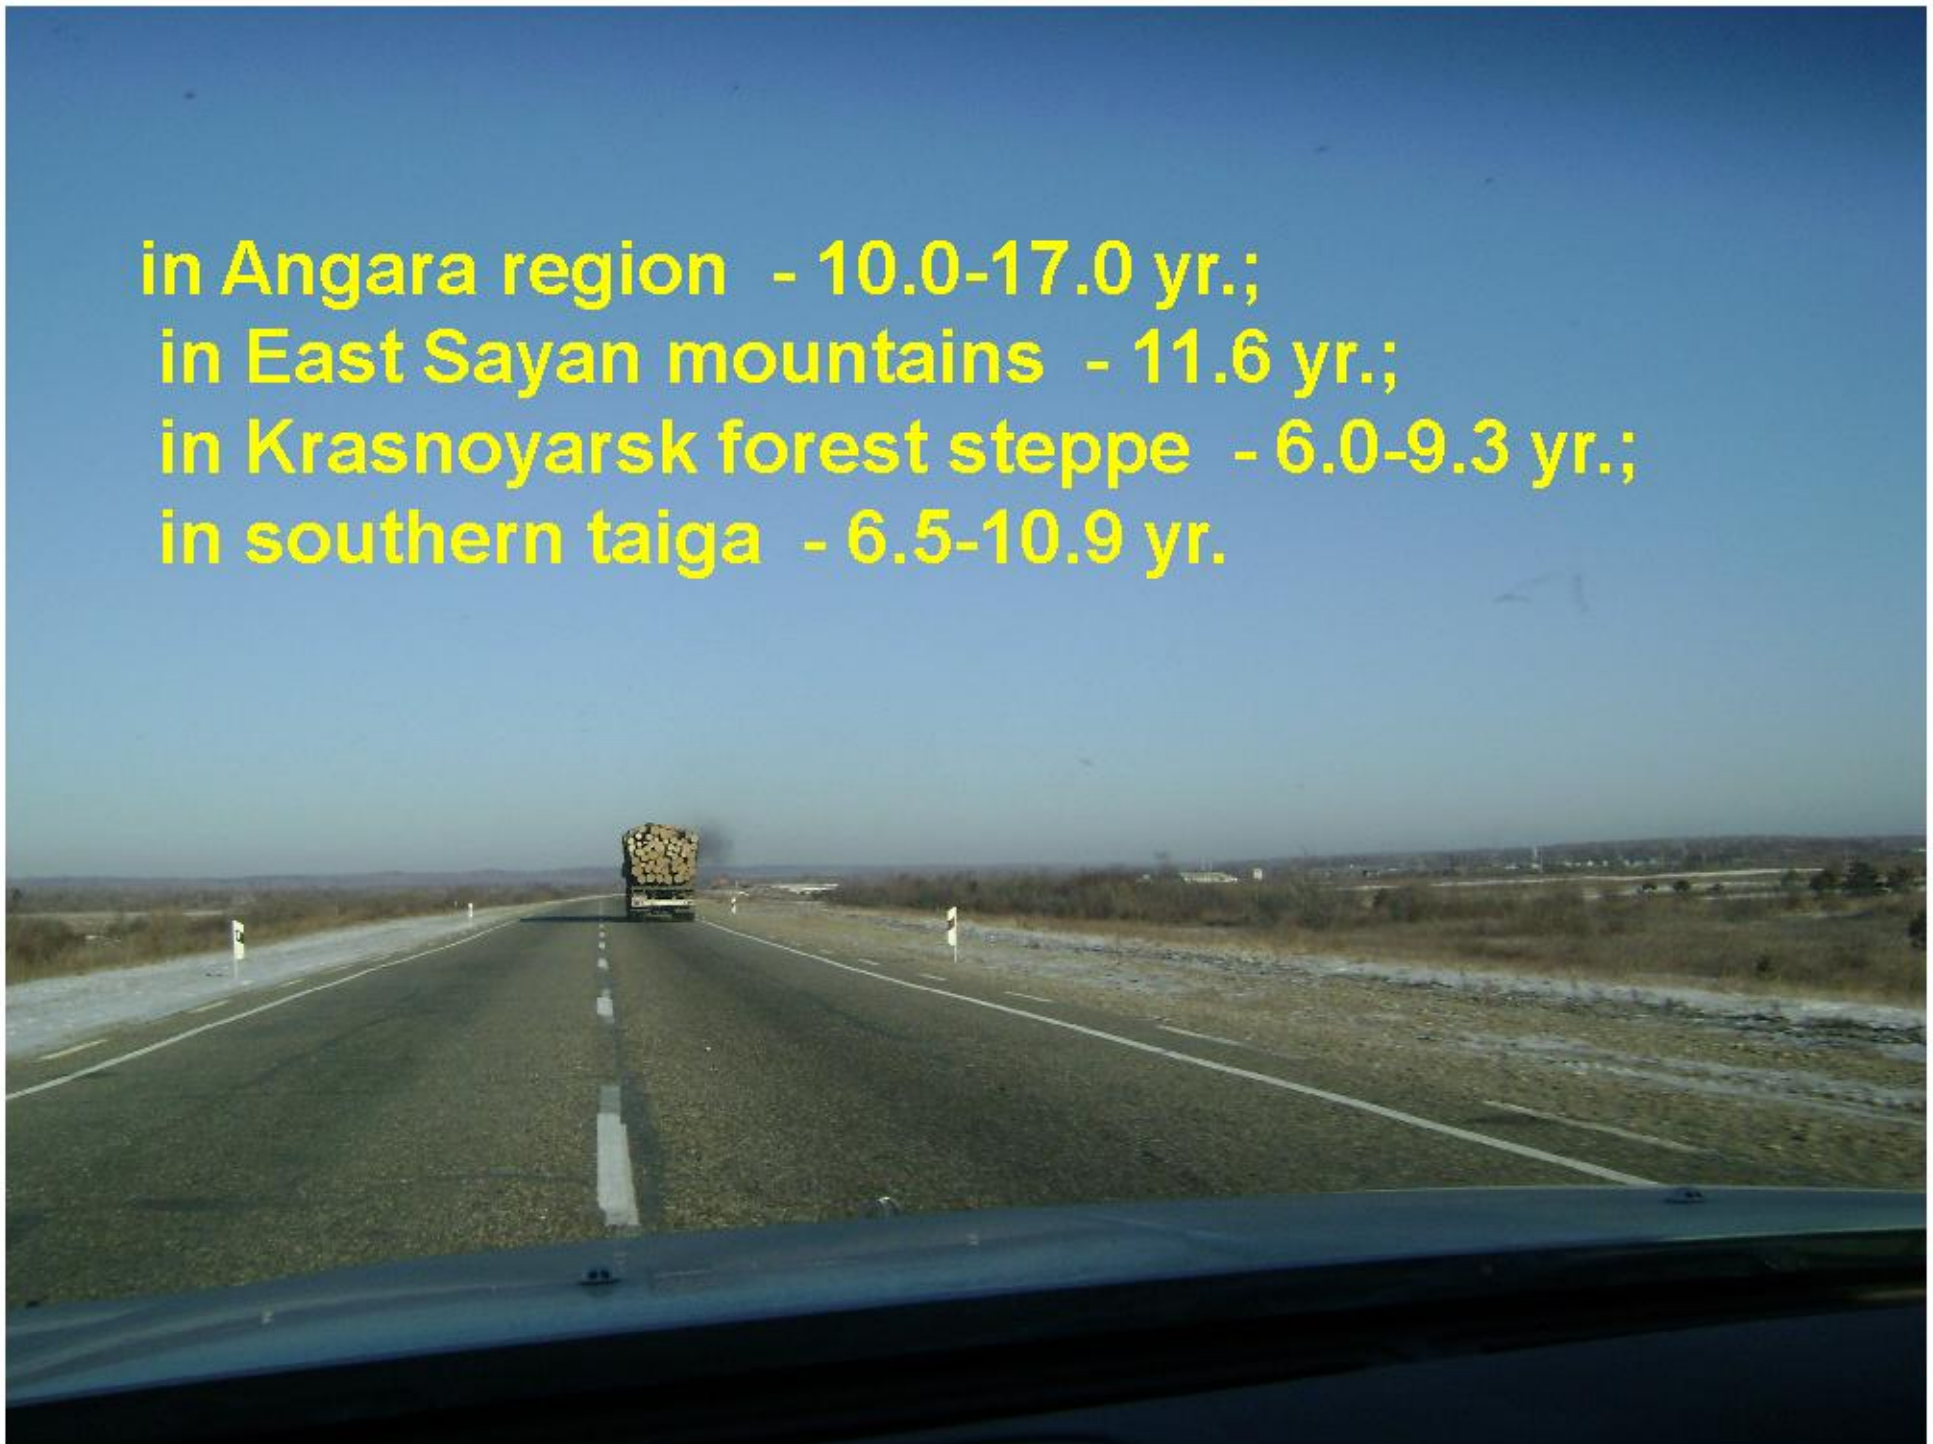 in Angara region - 10.0-17.0 yr.;
in East Sayan mountains - 11.6 yr.;
in Krasnoyarsk forest steppe - 6.0-9.3 yr.;
in southern taiga - 6.5-10.9 yr.